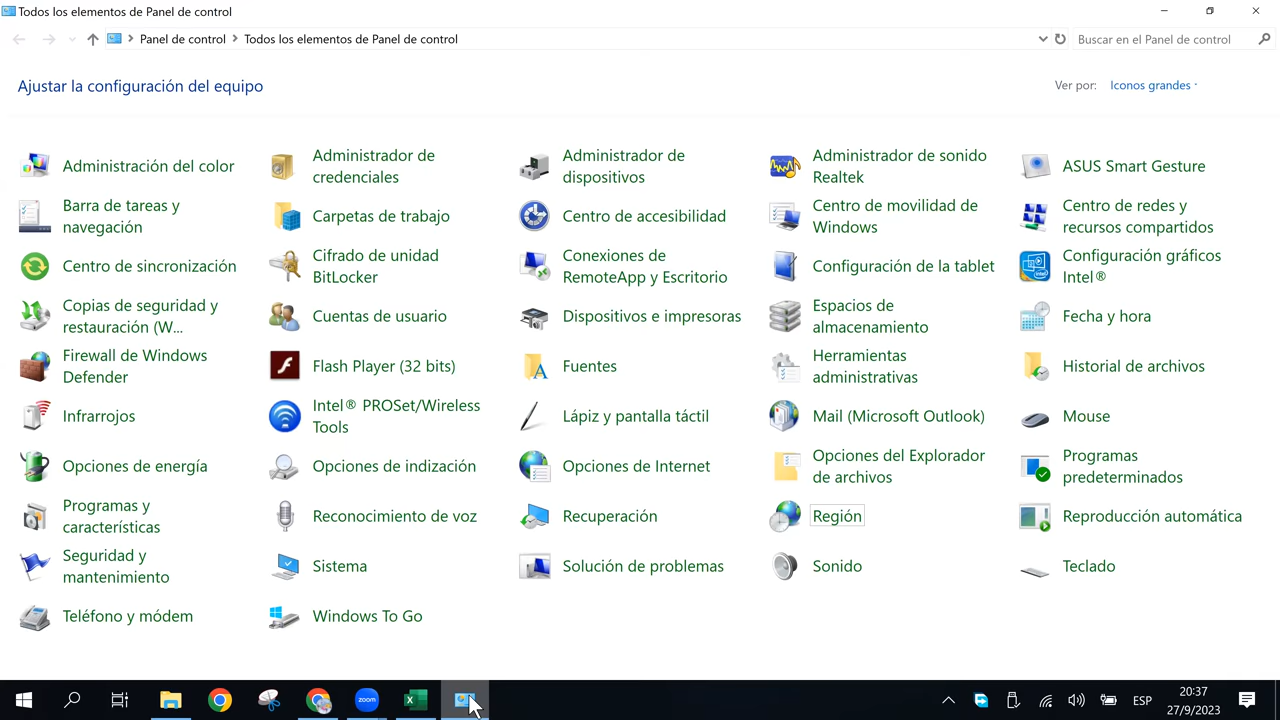 Todos los elementos de Panel de control
Panel de control
Todos los elementos de Panel de control
Buscar en el Panel de control
Ajustar la configuración del equipo
Ver por:
Iconos grandes
Administración del color
Administrador de
credenciales
Administrador de
dispositivos
Administrador de sonido
Realtek
ASUS Smart Gesture
Barra de tareas y
navegación
Carpetas de trabajo
Centro de accesibilidad
Centro de movilidad de
Windows
Centro de redes y
recursos compartidos
Centro de sincronización
Cifrado de unidad
BitLocker
Conexiones de
RemoteApp y Escritorio
Configuración de la tablet
Configuración gráficos
Intel®
Copias de seguridad y
restauración (W...
Cuentas de usuario
Dispositivos e impresoras
Espacios de
almacenamiento
Fecha y hora
Firewall de Windows
Defender
Flash Player (32 bits)
Fuentes
Herramientas
administrativas
Historial de archivos
Infrarrojos
Intel® PROSet/Wireless
Tools
Lápiz y pantalla táctil
Mail (Microsoft Outlook)
Mouse
Opciones de energía
Opciones de indización
Opciones de Internet
Opciones del Explorador
de archivos
Programas
predeterminados
Programas y
características
Reconocimiento de voz
Recuperación
Región
Reproducción automática
Seguridad y
mantenimiento
Sistema
Solución de problemas
Sonido
Teclado
Teléfono y módem
Windows To Go
zoom
ESP
20:37
27/9/2023